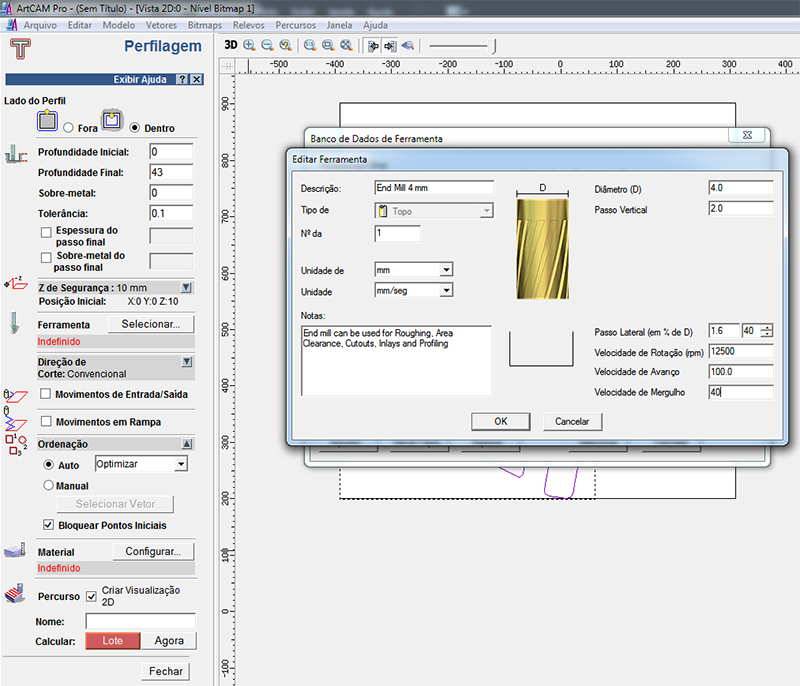 ArtCAM Pro - (Sem Título) - [Vista 2D:0 - Nível Bitmap 1]
Arquivo Editar Modelo Vetores Bitmaps Relevos Percursos Janela Ajuda
Perfilagem
Exibir Ajuda ? X
Lado do Perfil
Fora Dentro
Profundidade Inicial: 0
Profundidade Final: 43
Sobre-metal: 0
Tolerância: 0.1
Espessura do
passo final
Sobre-metal do
passo final
Z de Segurança : 10 mm
Posição Inicial: X:0 Y:0 Z:10
Ferramenta Selecionar...
Indefinido
Direção de
Corte: Convencional
Movimentos de Entrada/Saída
Movimentos em Rampa
Ordenação
Auto Otimizar
Manual
Selecionar Vetor
Bloquear Pontos Iniciais
Material Configurar...
Indefinido
Percurso Criar Visualização
2D
Nome:
Calcular: Lote Agora
Fechar
3D
-500 -400 -300 -200 -100 0 100 200 300 400
900
800
700
600
500
400
300
200
100
0
-100
Banco de Dados de Ferramenta
Editar Ferramenta
Descrição: End Mill 4 mm
Tipo de Topo
Nº da 1
Unidade de mm
Unidade mm/seg
Notas:
End mill can be used for Roughing, Area
Clearance, Cutouts, Inlays and Profiling
D
Diâmetro (D) 4.0
Passo Vertical 2.0
Passo Lateral (em % de D) 1.6 40
Velocidade de Rotação (rpm) 12500
Velocidade de Avanço 100.0
Velocidade de Mergulho 40
OK Cancelar